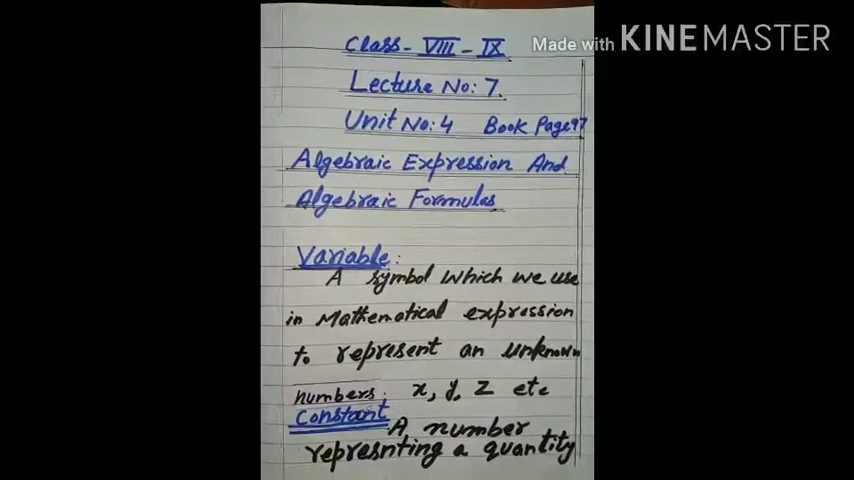 Class - VIII - IX
Made with KINEMASTER
Lecture No: 7.
Unit No: 4 Book Page 97
Algebraic Expression And
Algebraic Formulas
Variable:
A symbol which we use
in Mathematical expression
to represent an unknown
numbers; x, y, z etc
Constant
A number
represnting a quantity